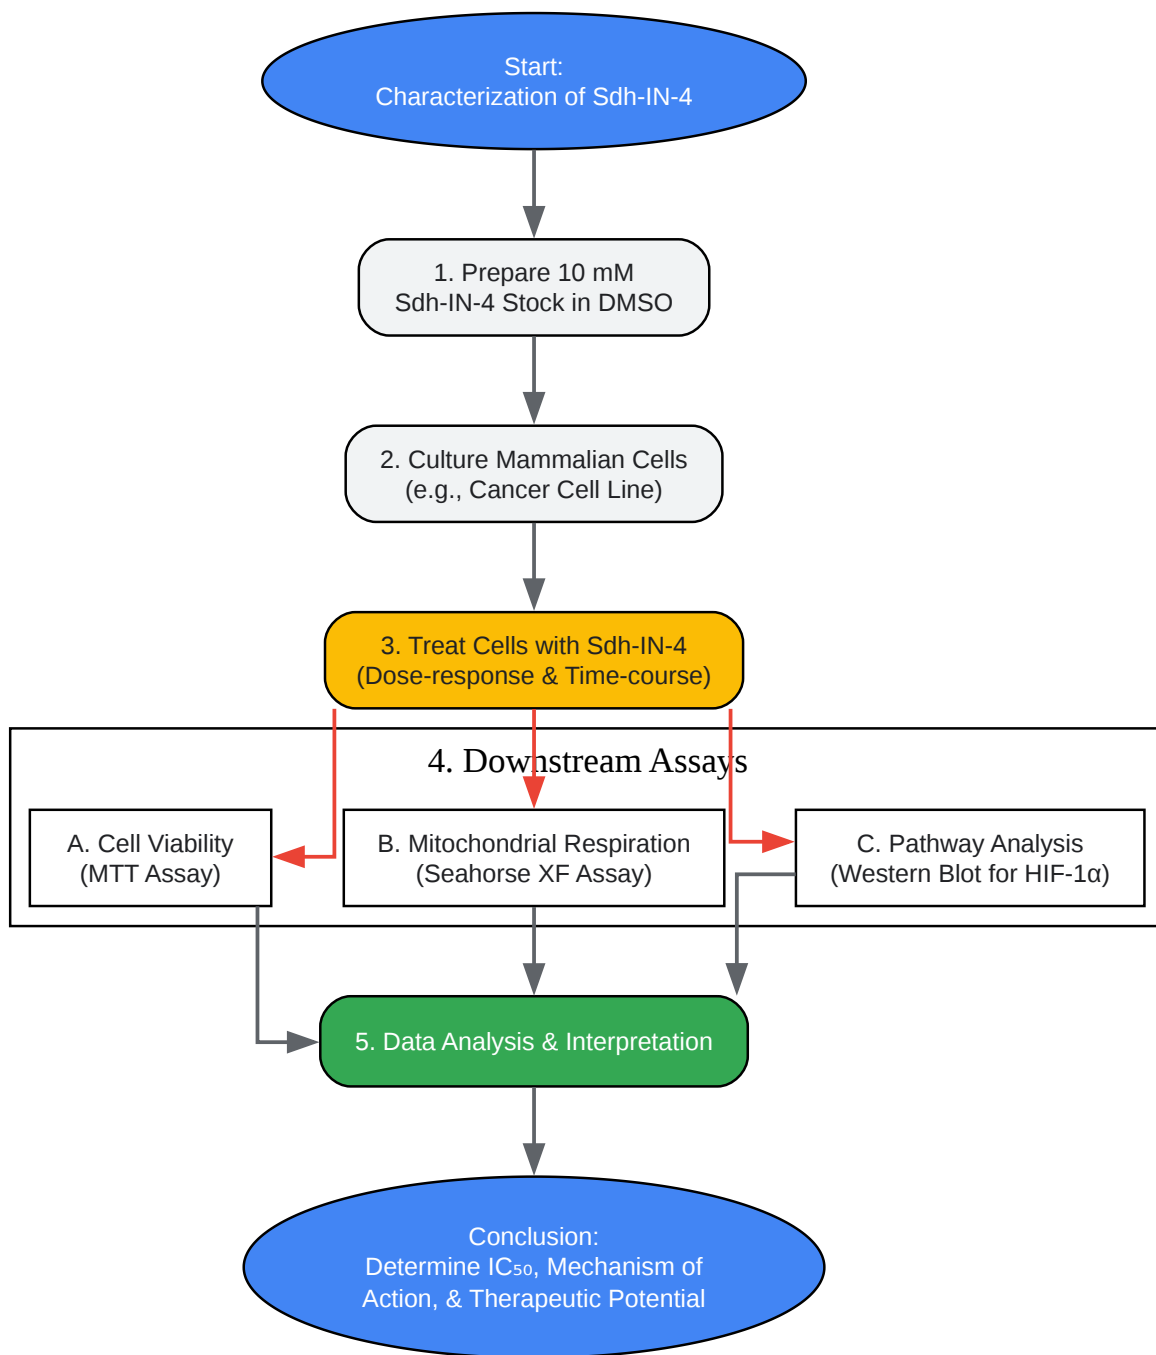 Start:
Characterization of Sdh-IN-4
1. Prepare 10 mM
Sdh-IN-4 Stock in DMSO
2. Culture Mammalian Cells
(e.g., Cancer Cell Line)
3. Treat Cells with Sdh-IN-4
(Dose-response & Time-course)
4. Downstream Assays
A. Cell Viability
(MTT Assay)
B. Mitochondrial Respiration
(Seahorse XF Assay)
C. Pathway Analysis
(Western Blot for HIF-1α)
5. Data Analysis & Interpretation
Conclusion:
Determine IC₅₀, Mechanism of
Action, & Therapeutic Potential